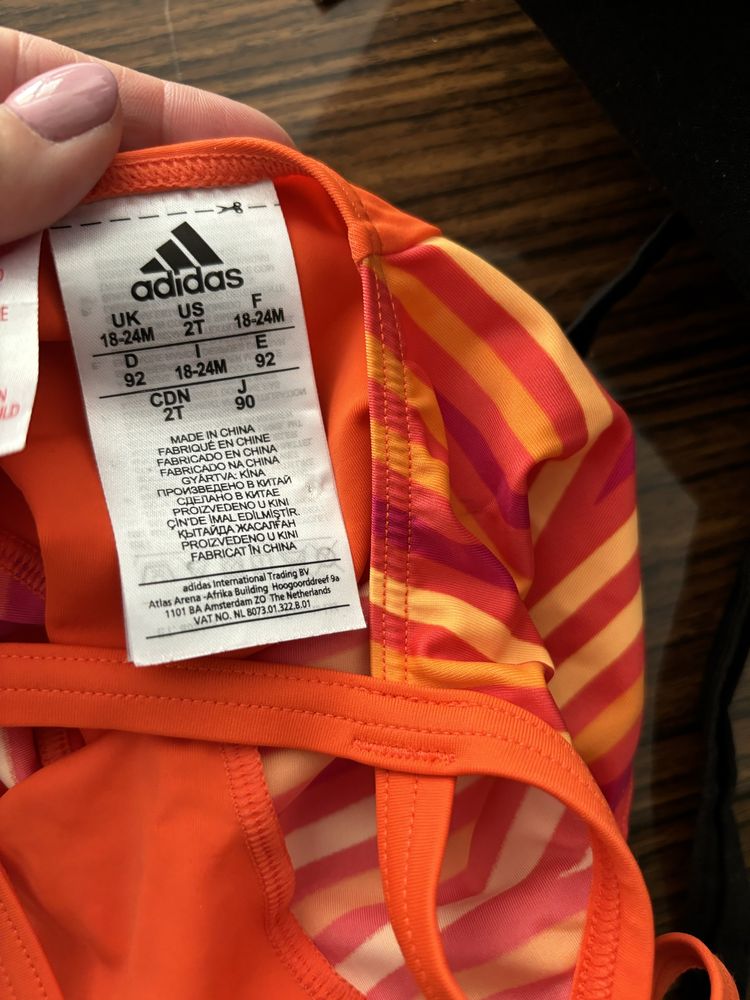 adidas
UK US F
18-24M 2T 18-24M
D I E
92 18-24M 92
CDN J
2T 90
MADE IN CHINA
FABRIQUÉ EN CHINE
FABRICADO EN CHINA
FABRICADO NA CHINA
GYÁRTVA: KÍNA
ПРОИЗВЕДЕНО В КИТАЙ
СДЕЛАНО В КИТАЕ
PROIZVEDENO U KINI
ÇİN'DE İMAL EDİLMİŞTİR.
ҚЫТАЙДА ЖАСАЛҒАН
PROIZVEDENO U KINI
FABRICAT ÎN CHINA
adidas International Trading BV
Atlas Arena -Afrika Building Hoogoorddreef 9a
1101 BA Amsterdam ZO The Netherlands
VAT NO. NL 8073.01.322.B.01